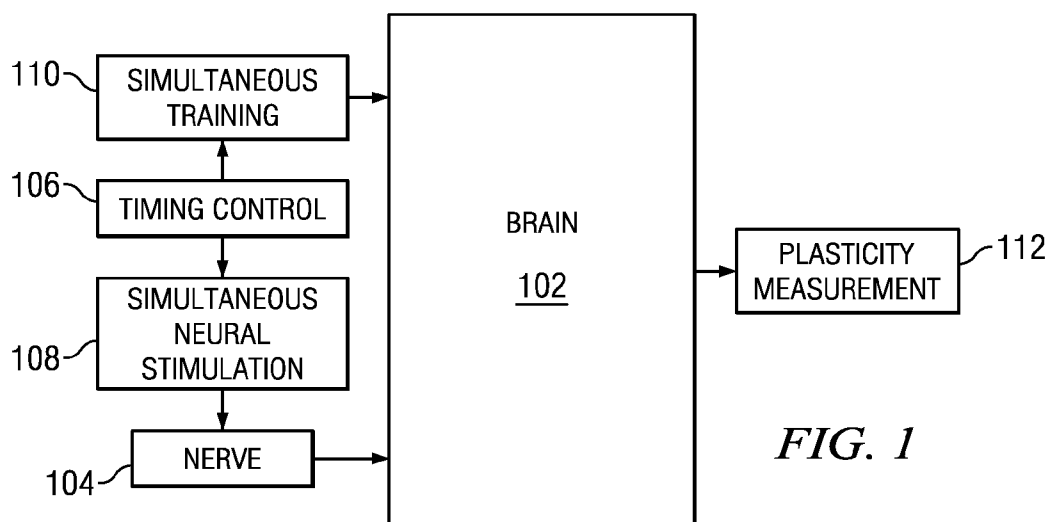 110
SIMULTANEOUS
TRAINING
106
TIMING CONTROL
108
SIMULTANEOUS
NEURAL
STIMULATION
104
NERVE
BRAIN
102
PLASTICITY
MEASUREMENT
112
FIG. 1